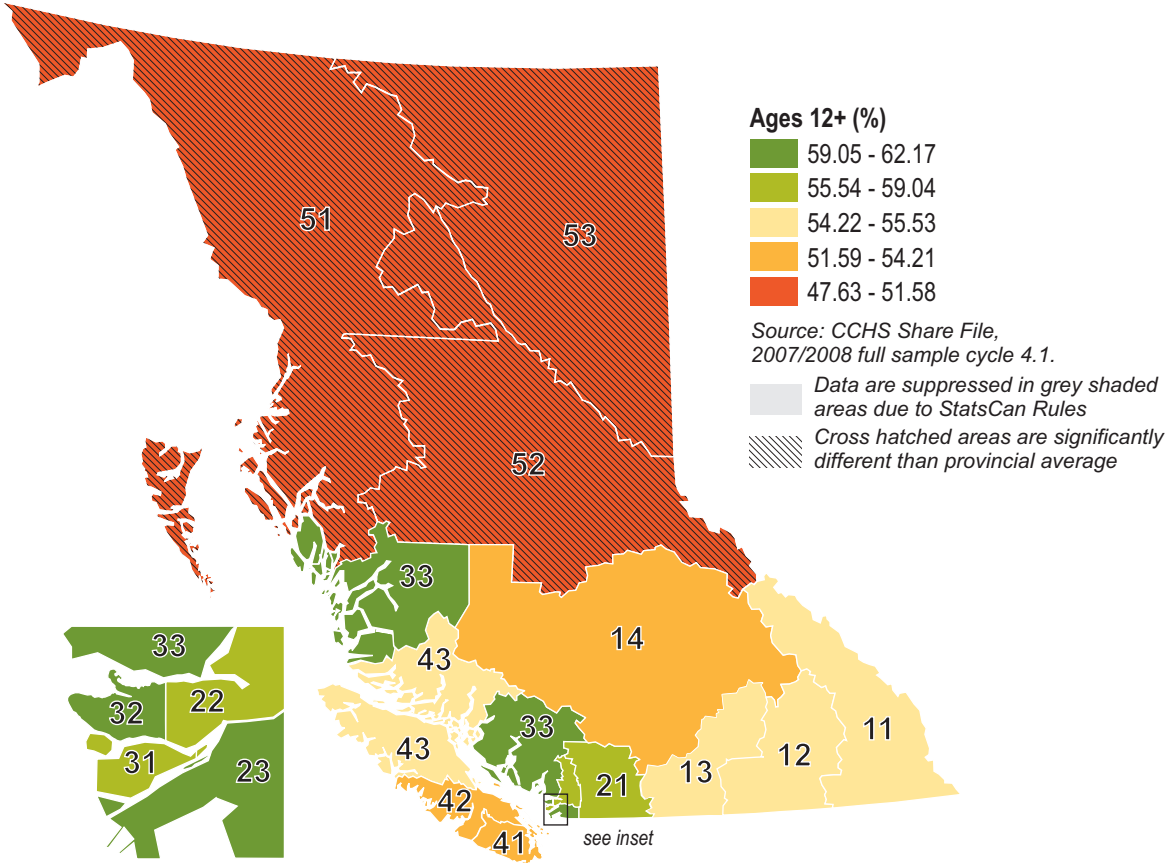 Ages 12+ (%)
59.05 - 62.17
55.54 - 59.04
54.22 - 55.53
51.59 - 54.21
47.63 - 51.58
Source: CCHS Share File,
2007/2008 full sample cycle 4.1.
Data are suppressed in grey shaded
areas due to StatsCan Rules
Cross hatched areas are significantly
different than provincial average
51
53
52
33
14
43
33
43
42
41
21
13
12
11
see inset
33
32
22
31
23